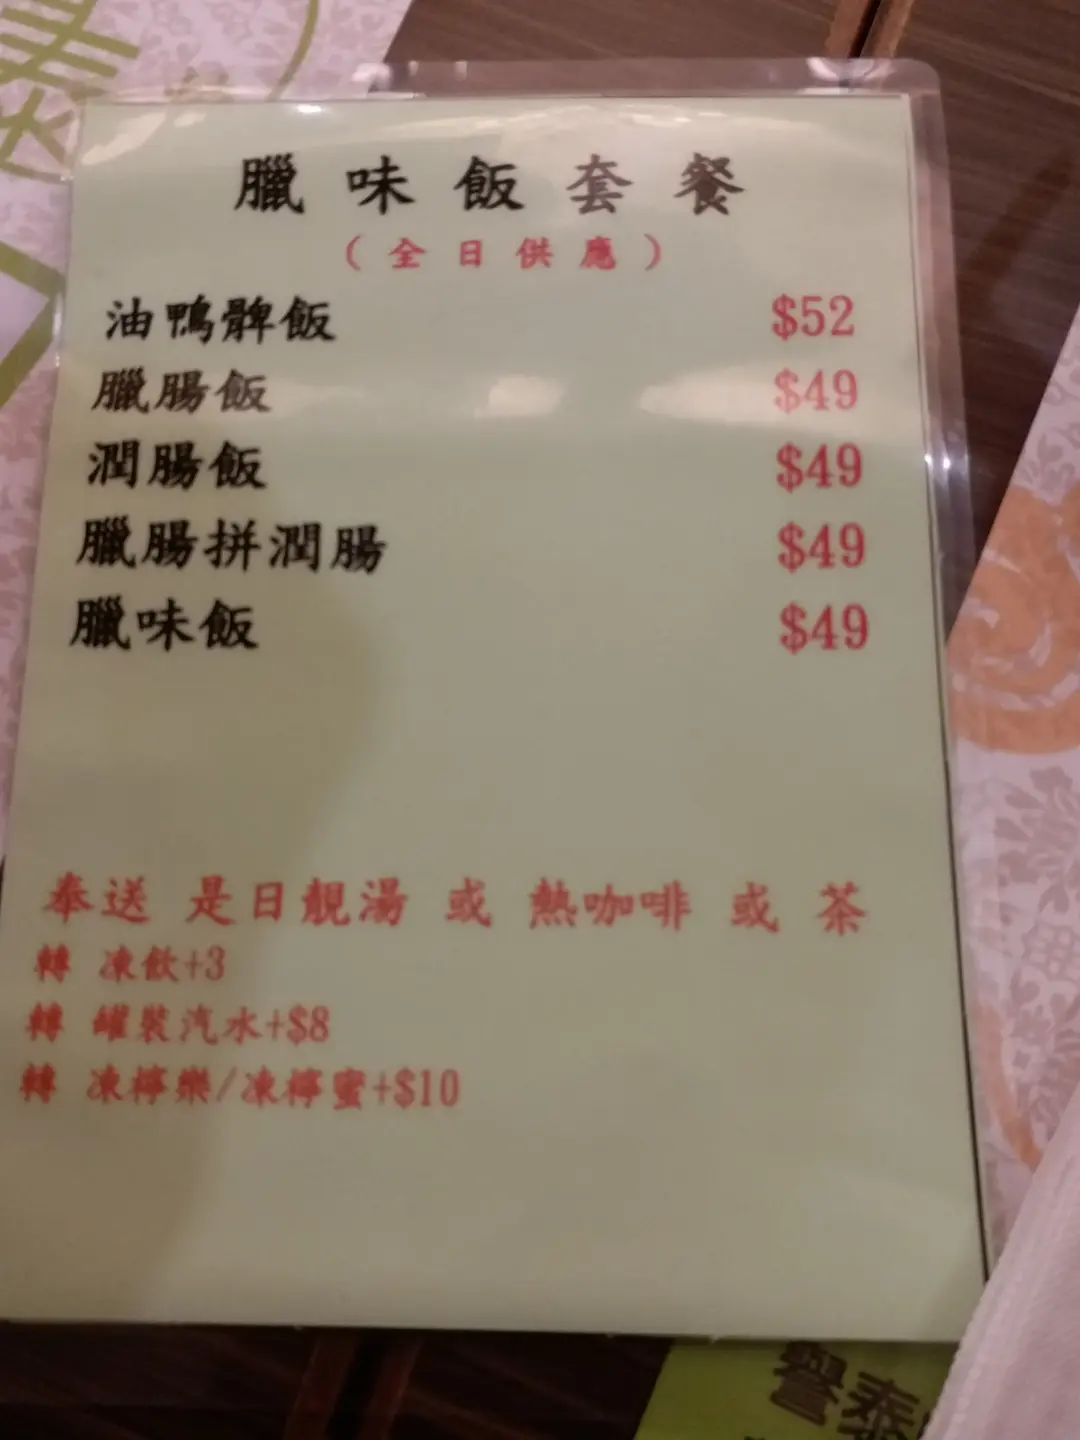 臘味飯套餐
(全日供應)
油鴨髀飯 $52
臘腸飯 $49
潤腸飯 $49
臘腸拼潤腸 $49
臘味飯 $49
奉送 是日靚湯 或 熱咖啡 或 茶
轉 凍飲+3
轉 罐裝汽水+$8
轉 凍檸樂/凍檸蜜+$10
譽泰